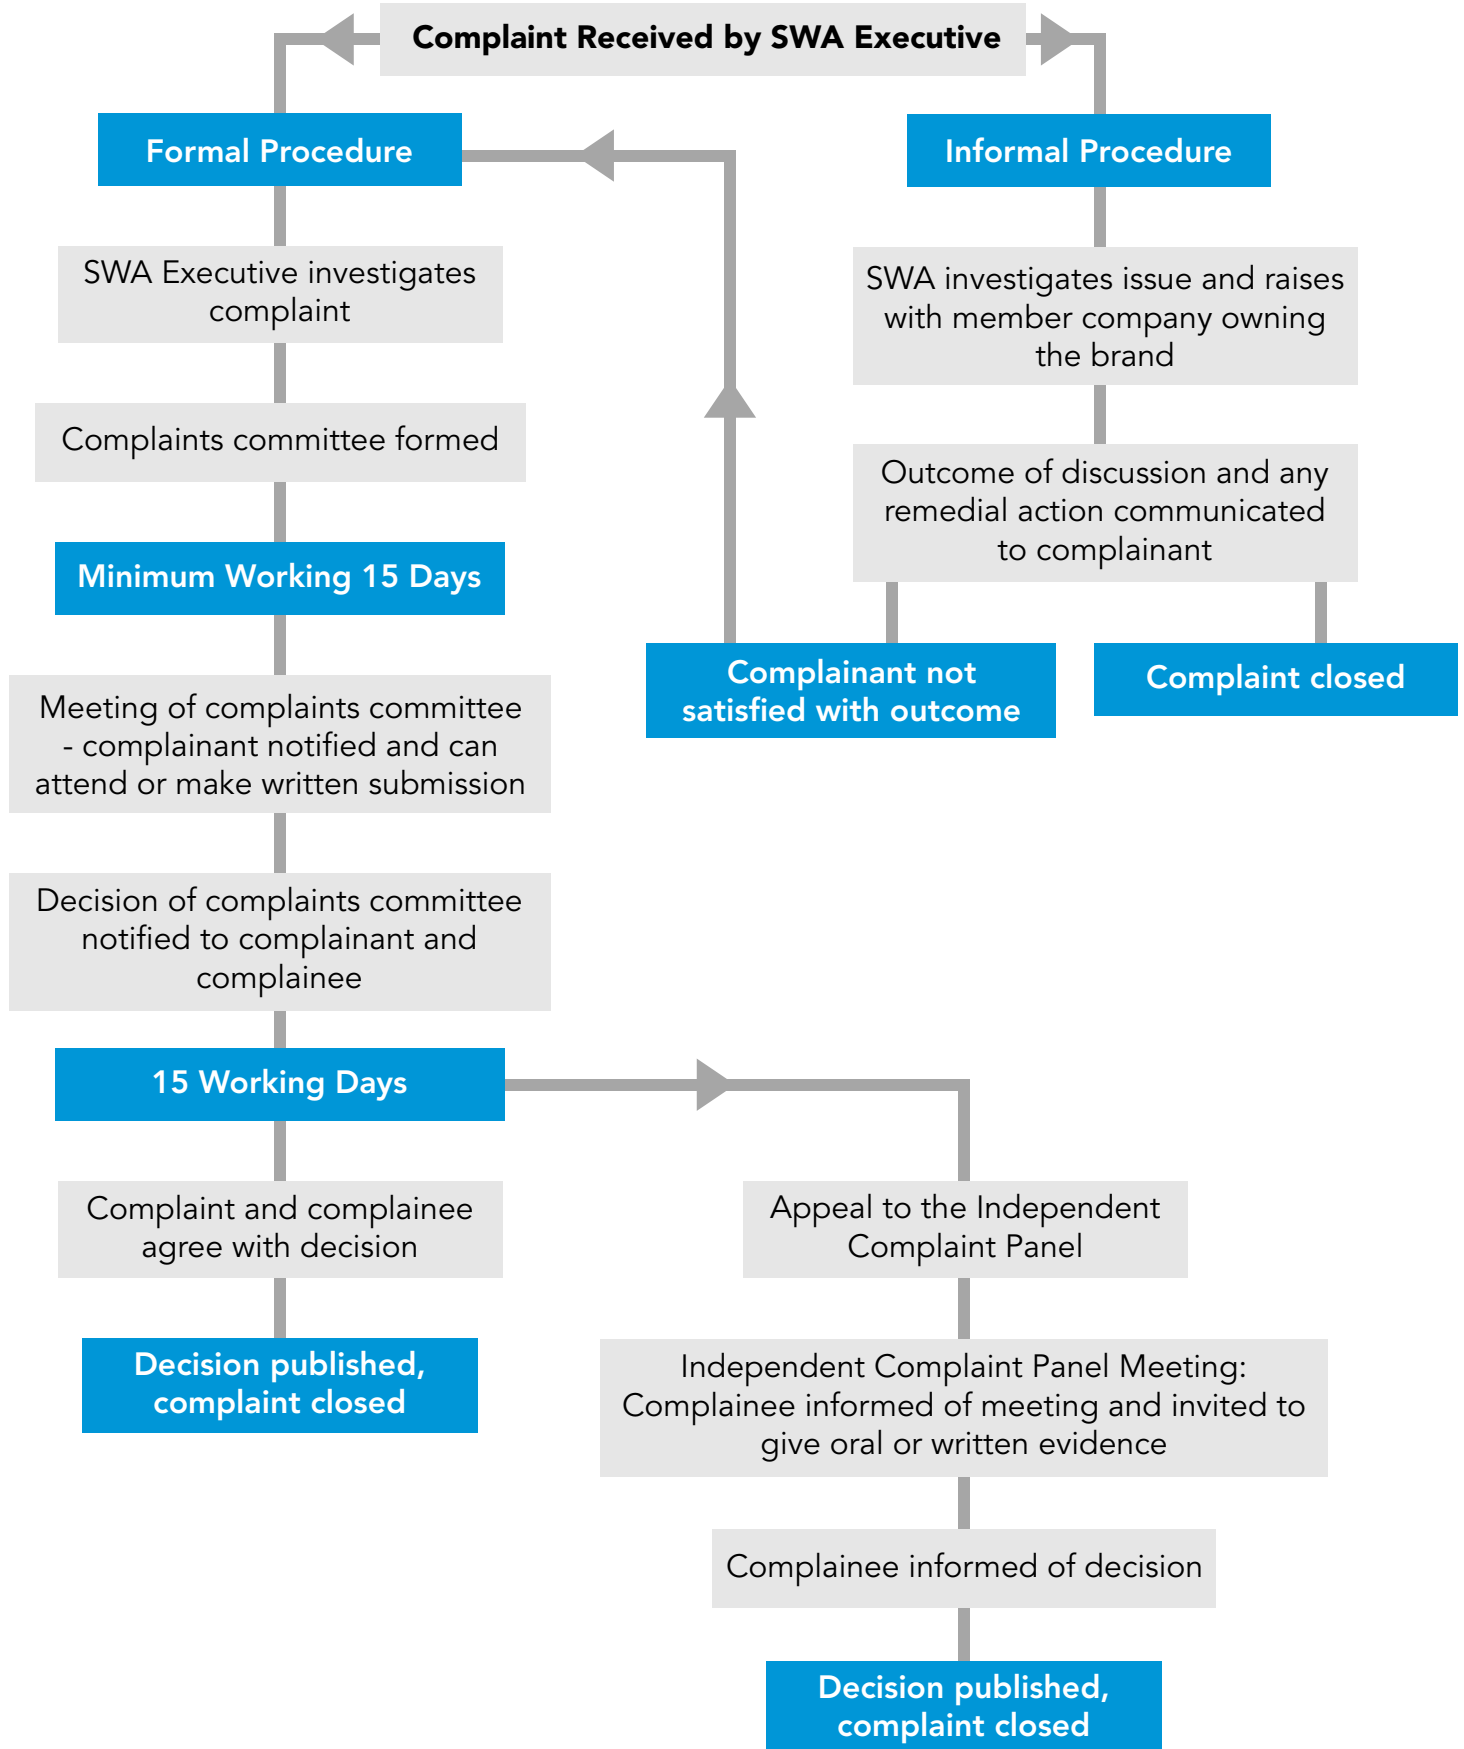 Complaint Received by SWA Executive
Formal Procedure
Informal Procedure
SWA Executive investigates
complaint
SWA investigates issue and raises
with member company owning
the brand
Complaints committee formed
Outcome of discussion and any
remedial action communicated
to complainant
Minimum Working 15 Days
Complainant not
satisfied with outcome
Complaint closed
Meeting of complaints committee
- complainant notified and can
attend or make written submission
Decision of complaints committee
notified to complainant and
complainee
15 Working Days
Complaint and complainee
agree with decision
Appeal to the Independent
Complaint Panel
Decision published,
complaint closed
Independent Complaint Panel Meeting:
Complainee informed of meeting and invited to
give oral or written evidence
Complainee informed of decision
Decision published,
complaint closed